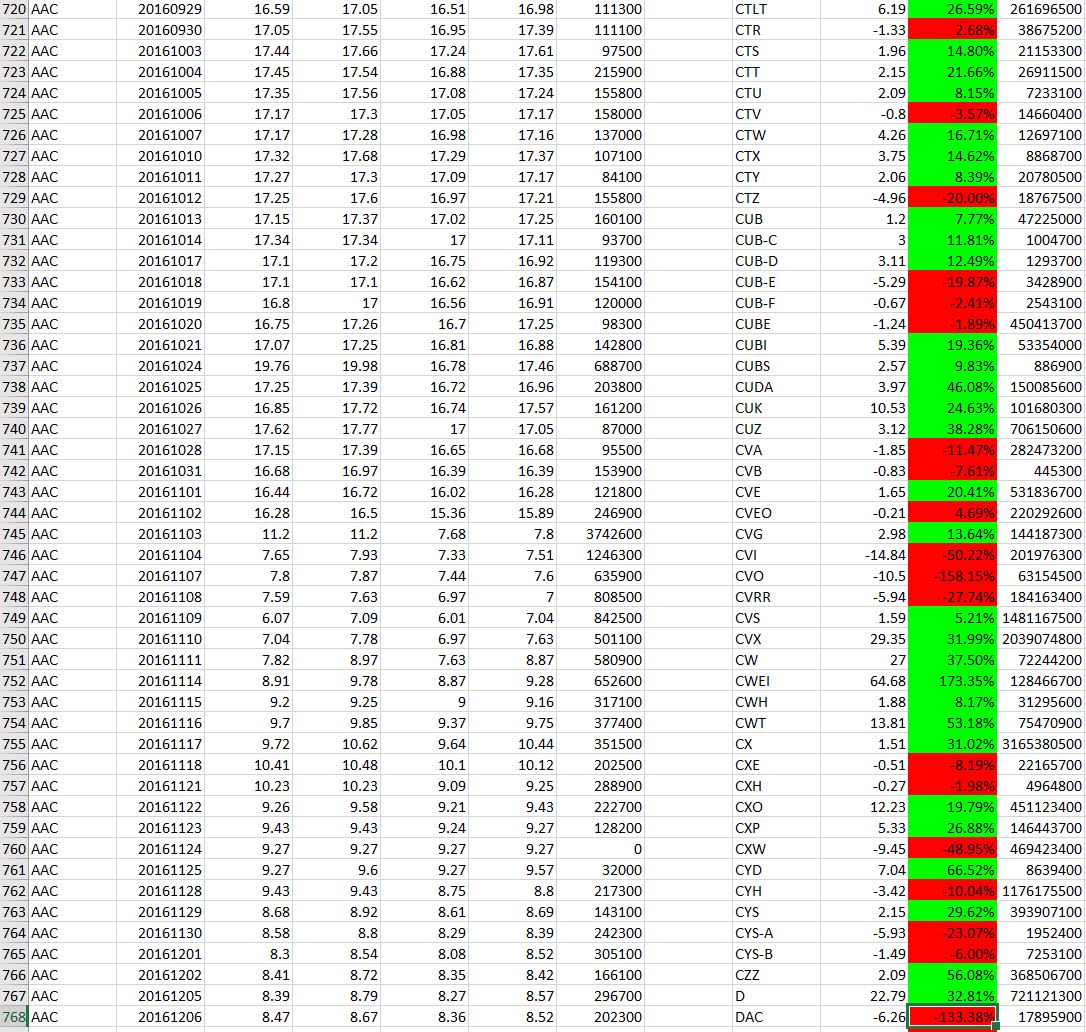 720 AAC 20160929 16.59 17.05 16.51 16.98 111300 CTLT 6.19 26.59% 261696500
721 AAC 20160930 17.05 17.55 16.95 17.39 111100 CTR -1.33 2.68% 38675200
722 AAC 20161003 17.44 17.66 17.24 17.61 97500 CTS 1.96 14.80% 21153300
723 AAC 20161004 17.45 17.54 16.88 17.35 215900 CTT 2.15 21.66% 26911500
724 AAC 20161005 17.35 17.56 17.08 17.24 155800 CTU 2.09 8.15% 7233100
725 AAC 20161006 17.17 17.3 17.05 17.17 158000 CTV -0.8 -3.57% 14660400
726 AAC 20161007 17.17 17.28 16.98 17.16 137000 CTW 4.26 16.71% 12697100
727 AAC 20161010 17.32 17.68 17.29 17.37 107100 CTX 3.75 14.62% 8868700
728 AAC 20161011 17.27 17.3 17.09 17.17 84100 CTY 2.06 8.39% 20780500
729 AAC 20161012 17.25 17.6 16.97 17.21 155800 CTZ -4.96 -20.00% 18767500
730 AAC 20161013 17.15 17.37 17.02 17.25 160100 CUB 1.2 7.77% 47225000
731 AAC 20161014 17.34 17.34 17 17.11 93700 CUB-C 3 11.81% 1004700
732 AAC 20161017 17.1 17.2 16.75 16.92 119300 CUB-D 3.11 12.49% 1293700
733 AAC 20161018 17.1 17.1 16.62 16.87 154100 CUB-E -5.29 -19.87% 3428900
734 AAC 20161019 16.8 17 16.56 16.91 120000 CUB-F -0.67 -2.41% 2543100
735 AAC 20161020 16.75 17.26 16.7 17.25 98300 CUBE -1.24 -1.89% 450413700
736 AAC 20161021 17.07 17.25 16.81 16.88 142800 CUBI 5.39 19.36% 53354000
737 AAC 20161024 19.76 19.98 16.78 17.46 688700 CUBS 2.57 9.83% 886900
738 AAC 20161025 17.25 17.39 16.72 16.96 203800 CUDA 3.97 46.08% 150085600
739 AAC 20161026 16.85 17.72 16.74 17.57 161200 CUK 10.53 24.63% 101680300
740 AAC 20161027 17.62 17.77 17 17.05 87000 CUZ 3.12 38.28% 706150600
741 AAC 20161028 17.15 17.39 16.65 16.68 95500 CVA -1.85 -11.47% 282473200
742 AAC 20161031 16.68 16.97 16.39 16.39 153900 CVB -0.83 -7.61% 445300
743 AAC 20161101 16.44 16.72 16.02 16.28 121800 CVE 1.65 20.41% 531836700
744 AAC 20161102 16.28 16.5 15.36 15.89 246900 CVEO -0.21 4.69% 220292600
745 AAC 20161103 11.2 11.2 7.68 7.8 3742600 CVG 2.98 13.64% 144187300
746 AAC 20161104 7.65 7.93 7.33 7.51 1246300 CVI -14.84 -50.22% 201976300
747 AAC 20161107 7.8 7.87 7.44 7.6 635900 CVO -10.5 -158.15% 63154500
748 AAC 20161108 7.59 7.63 6.97 7 808500 CVRR -5.94 -27.74% 184163400
749 AAC 20161109 6.07 7.09 6.01 7.04 842500 CVS 1.59 5.21% 1481167500
750 AAC 20161110 7.04 7.78 6.97 7.63 501100 CVX 29.35 31.99% 2039074800
751 AAC 20161111 7.82 8.97 7.63 8.87 580900 CW 27 37.50% 72244200
752 AAC 20161114 8.91 9.78 8.87 9.28 652600 CWEI 64.68 173.35% 128466700
753 AAC 20161115 9.2 9.25 9 9.16 317100 CWH 1.88 8.17% 31295600
754 AAC 20161116 9.7 9.85 9.37 9.75 377400 CWT 13.81 53.18% 75470900
755 AAC 20161117 9.72 10.62 9.64 10.44 351500 CX 1.51 31.02% 3165380500
756 AAC 20161118 10.41 10.48 10.1 10.12 202500 CXE -0.51 -8.19% 22165700
757 AAC 20161121 10.23 10.23 9.09 9.25 288900 CXH -0.27 -1.98% 4964800
758 AAC 20161122 9.26 9.58 9.21 9.43 222700 CXO 12.23 19.79% 451123400
759 AAC 20161123 9.43 9.43 9.24 9.27 128200 CXP 5.33 26.88% 146443700
760 AAC 20161124 9.27 9.27 9.27 9.27 0 CXW -9.45 -48.95% 469423400
761 AAC 20161125 9.27 9.6 9.27 9.57 32000 CYD 7.04 66.52% 8639400
762 AAC 20161128 9.43 9.43 8.75 8.8 217300 CYH -3.42 -10.04% 1176175500
763 AAC 20161129 8.68 8.92 8.61 8.69 143100 CYS 2.15 29.62% 393907100
764 AAC 20161130 8.58 8.8 8.29 8.39 242300 CYS-A -5.93 -23.07% 1952400
765 AAC 20161201 8.3 8.54 8.08 8.52 305100 CYS-B -1.49 -6.00% 7253100
766 AAC 20161202 8.41 8.72 8.35 8.42 166100 CZZ 2.09 56.08% 368506700
767 AAC 20161205 8.39 8.79 8.27 8.57 296700 D 22.79 32.81% 721121300
768 AAC 20161206 8.47 8.67 8.36 8.52 202300 DAC -6.26 -133.38% 17895900